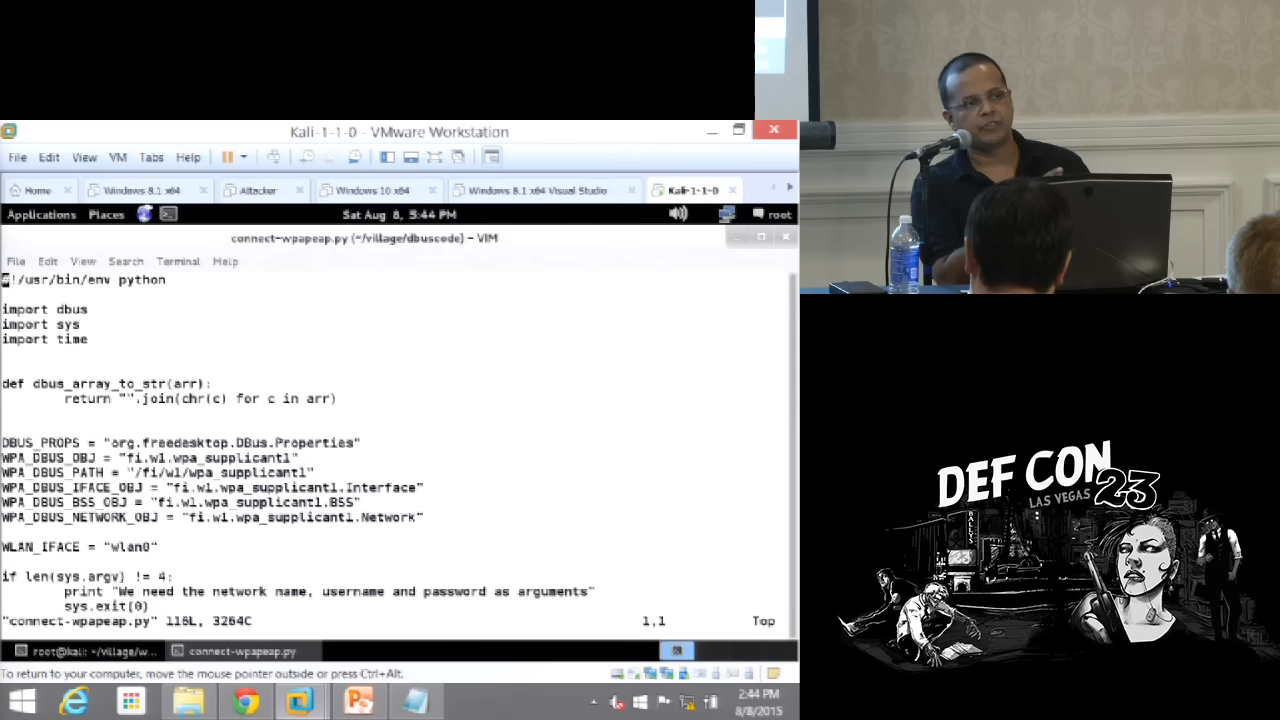 Kali-1-1-0 - VMware Workstation
File Edit View VM Tabs Help
Home Windows 8.1 x64 Attacker Windows 10 x64 Windows 8.1 x64 Visual Studio Kali-1-1-0
Applications Places Sat Aug 8, 5:44 PM root
connect-wpapeap.py (~/village/dbuscode) - VIM
File Edit View Search Terminal Help
#!/usr/bin/env python
import dbus
import sys
import time
def dbus_array_to_str(arr):
return "".join(chr(c) for c in arr)
DBUS_PROPS = "org.freedesktop.DBus.Properties"
WPA_DBUS_OBJ = "fi.w1.wpa_supplicant1"
WPA_DBUS_PATH = "/fi/w1/wpa_supplicant1"
WPA_DBUS_IFACE_OBJ = "fi.w1.wpa_supplicant1.Interface"
WPA_DBUS_BSS_OBJ = "fi.w1.wpa_supplicant1.BSS"
WPA_DBUS_NETWORK_OBJ = "fi.w1.wpa_supplicant1.Network"
WLAN_IFACE = "wlan0"
if len(sys.argv) != 4:
print "We need the network name, username and password as arguments"
sys.exit(0)
"connect-wpapeap.py" 116L, 3264C 1,1 Top
root@kali: ~/village/w... connect-wpapeap.py
To return to your computer, move the mouse pointer outside or press Ctrl+Alt.
2:44 PM
8/8/2015
DEF CON
LAS VEGAS 23
BALLYS
23